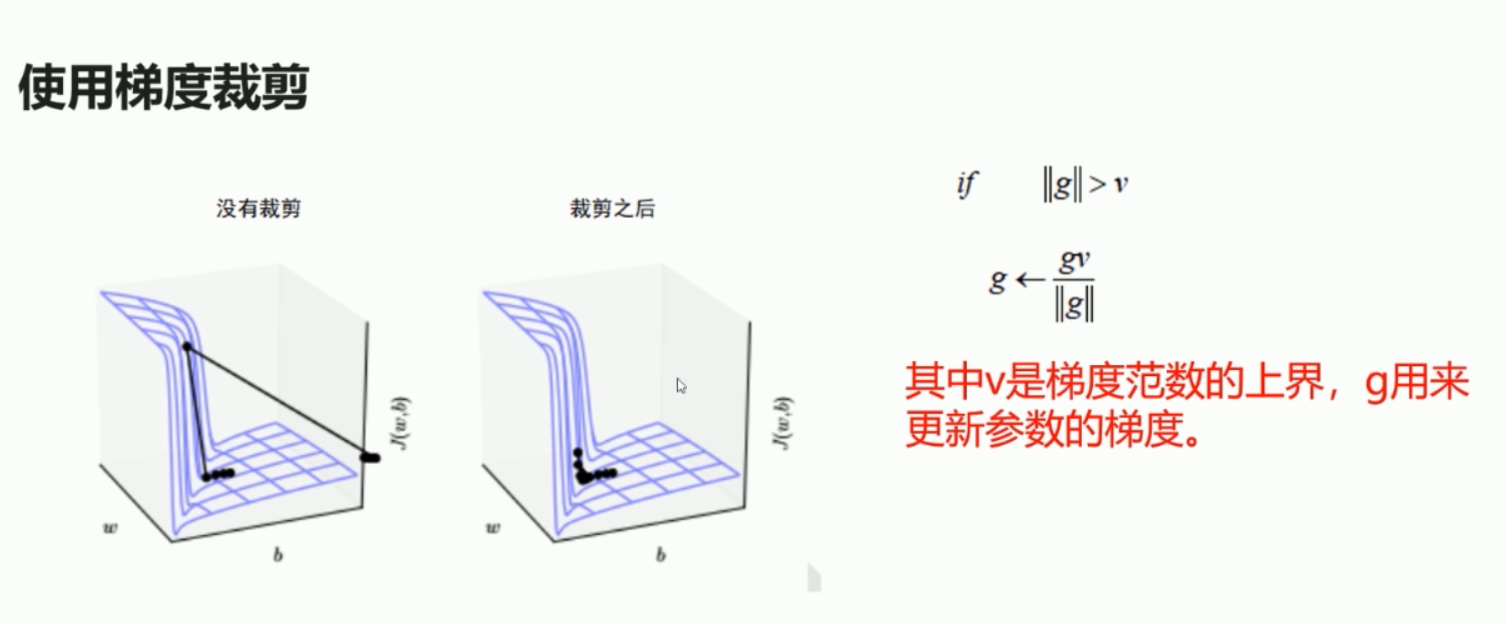 使用梯度裁剪
没有裁剪
裁剪之后
J(w,b)
w
b
J(w,b)
w
b
if ‖g‖ > v
g ← gv / ‖g‖
其中v是梯度范数的上界，g用来
更新参数的梯度。